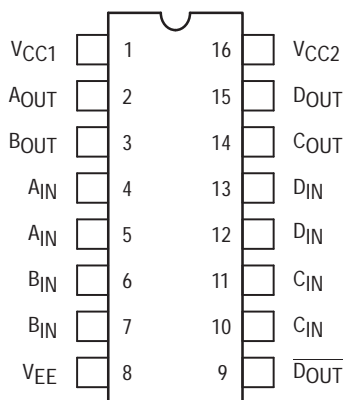 VCC1 1 16 VCC2
AOUT 2 15 DOUT
BOUT 3 14 COUT
AIN 4 13 DIN
AIN 5 12 DIN
BIN 6 11 CIN
BIN 7 10 CIN
VEE 8 9 D̅O̅U̅T̅